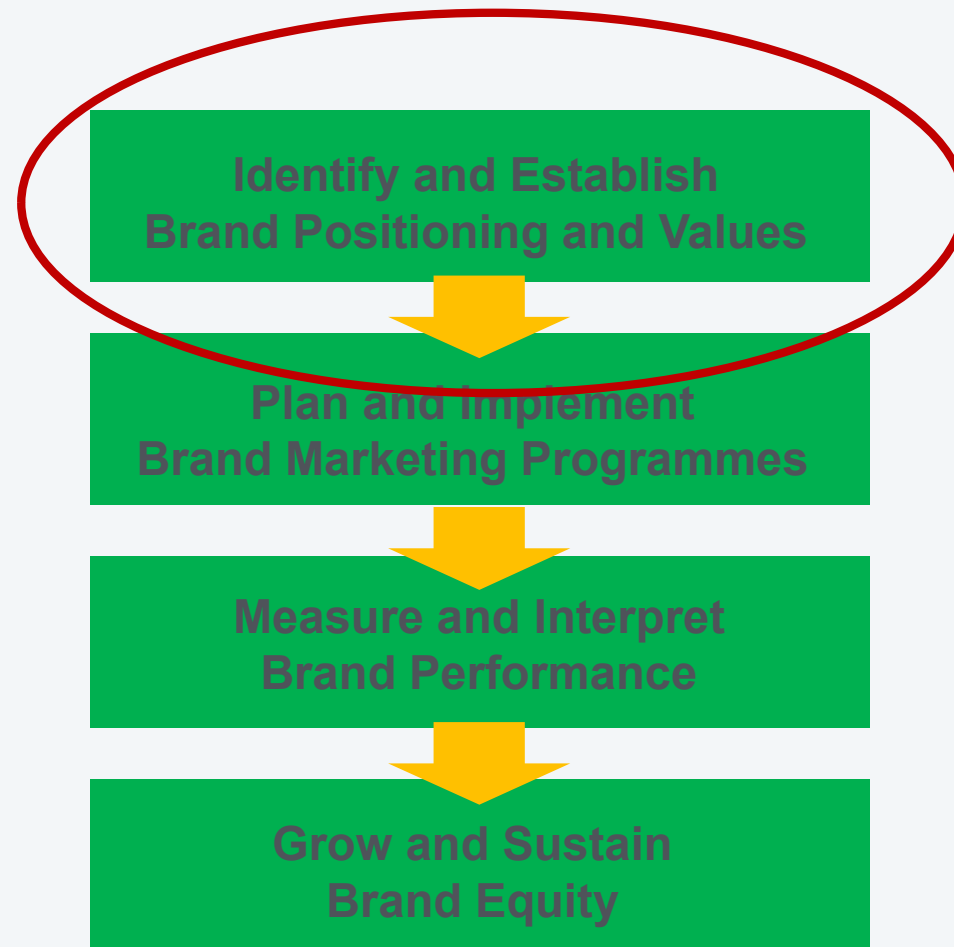 Identify and Establish
Brand Positioning and Values
Plan and Implement
Brand Marketing Programmes
Measure and Interpret
Brand Performance
Grow and Sustain
Brand Equity